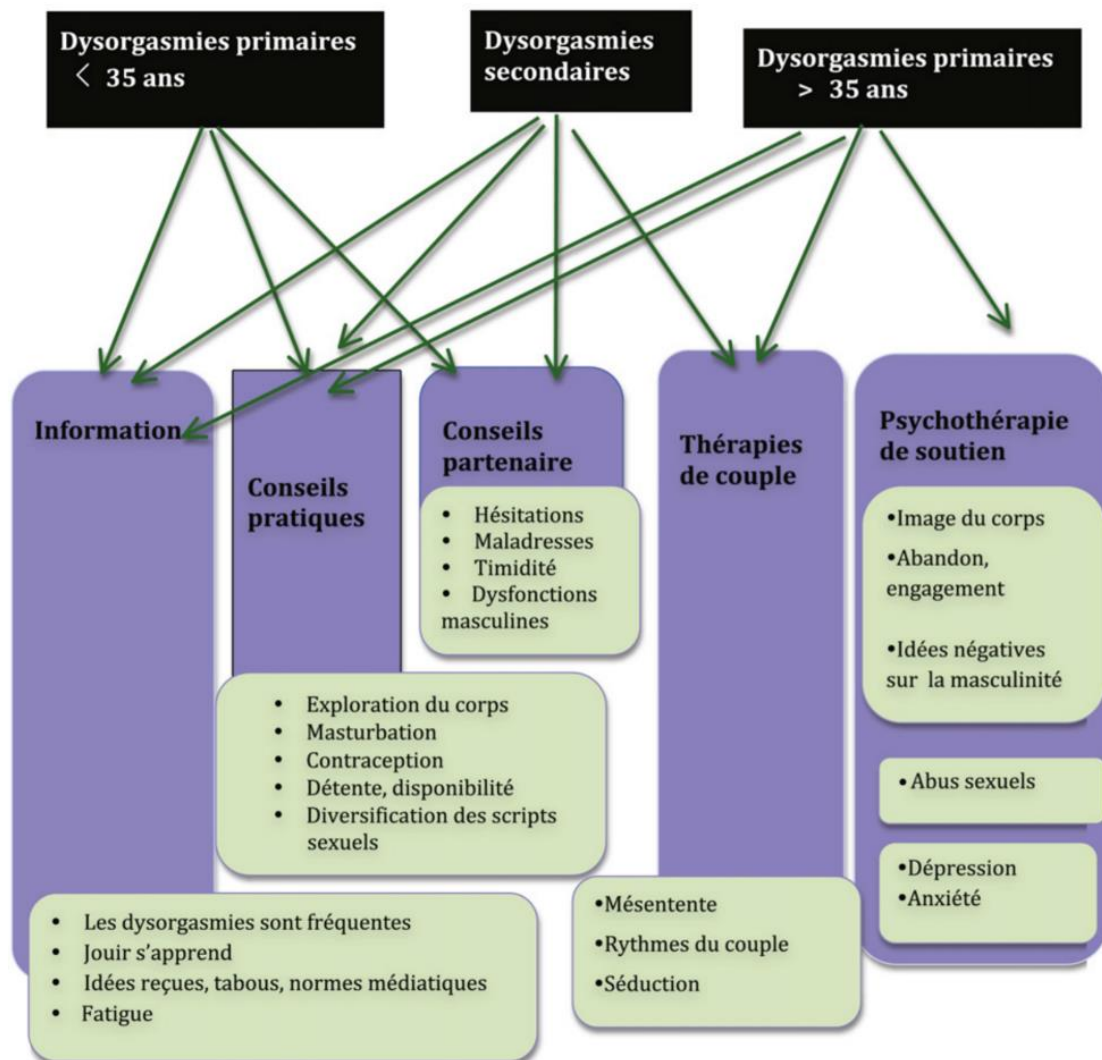 Dysorgasmies primaires
< 35 ans
Dysorgasmies
secondaires
Dysorgasmies primaires
> 35 ans
Information
Conseils
pratiques
Conseils
partenaire
Thérapies
de couple
Psychothérapie
de soutien
• Hésitations
• Maladresses
• Timidité
• Dysfonctions
masculines
•Image du corps
•Abandon,
engagement
•Idées négatives
sur la masculinité
• Exploration du corps
• Masturbation
• Contraception
• Détente, disponibilité
• Diversification des scripts
sexuels
• Abus sexuels
•Dépression
•Anxiété
• Les dysorgasmies sont fréquentes
• Jouir s'apprend
• Idées reçues, tabous, normes médiatiques
• Fatigue
•Mésentente
•Rythmes du couple
•Séduction